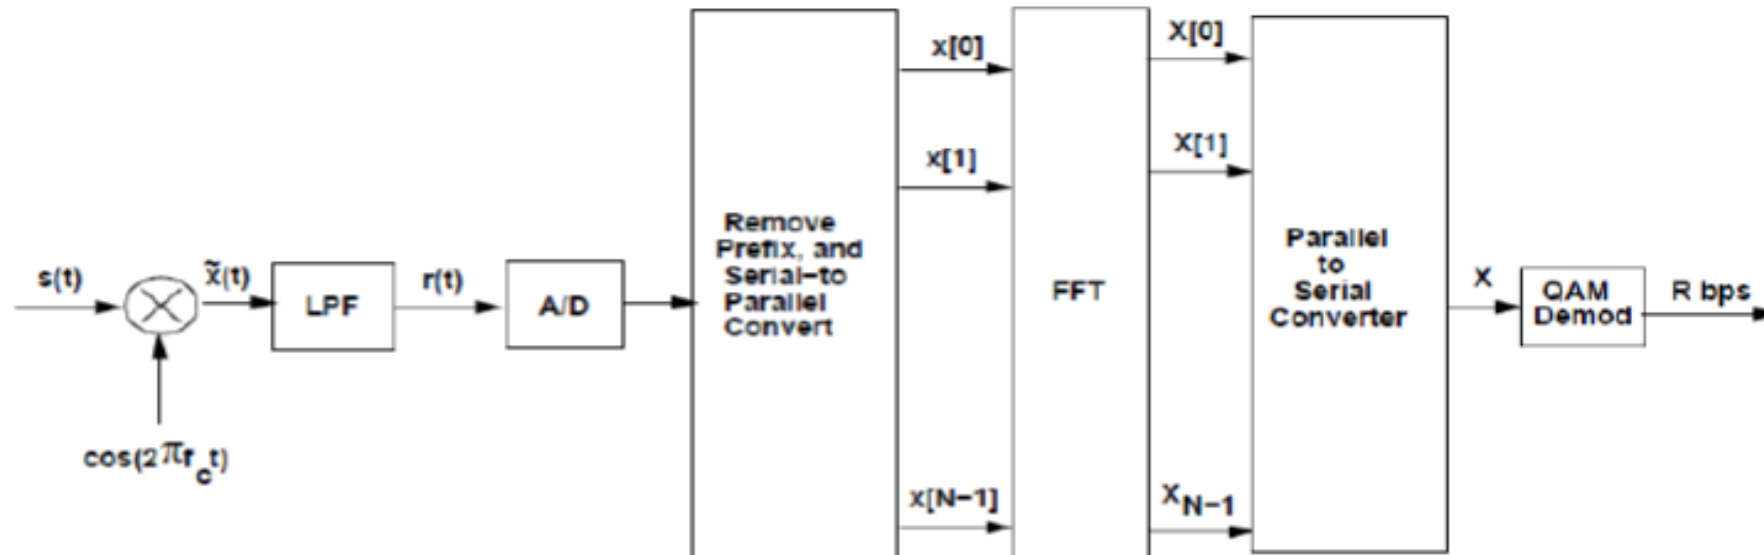 s(t)
x̃(t)
cos(2πf_c t)
LPF
r(t)
A/D
Remove
Prefix, and
Serial-to
Parallel
Convert
x[0]
x[1]
x[N-1]
FFT
X[0]
X[1]
X_N-1
Parallel
to
Serial
Converter
X
QAM
Demod
R bps